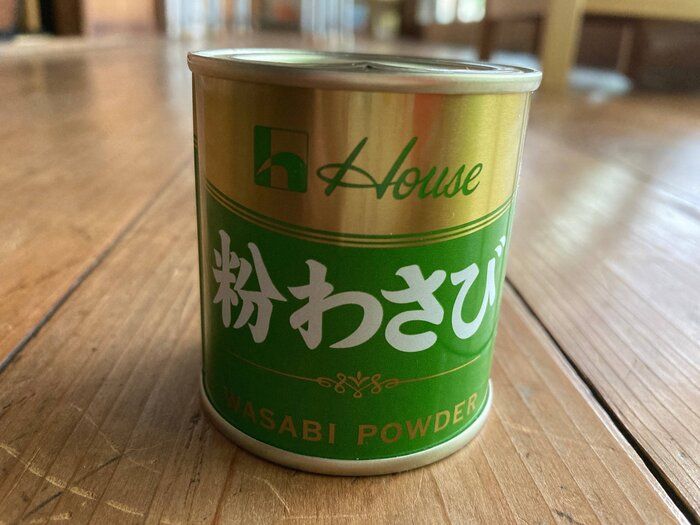 House
粉わさび
WASABI POWDER